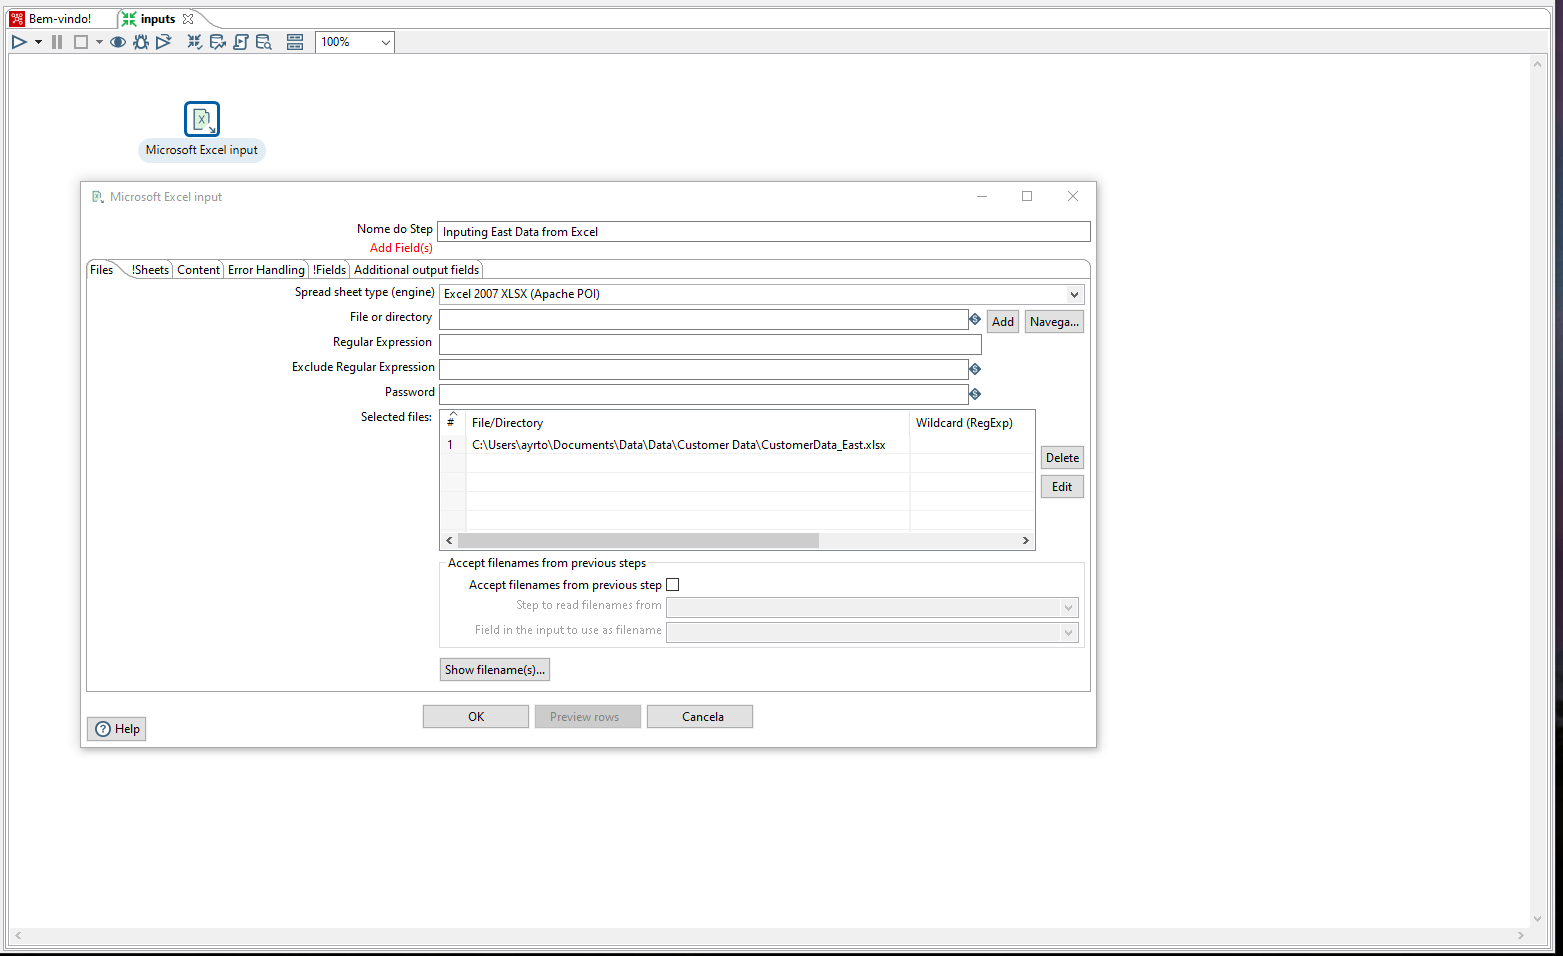 Bem-vindo!
inputs
100%
Microsoft Excel input
Microsoft Excel input
Nome do Step
Inputing East Data from Excel
Add Field(s)
Files
!Sheets
Content
Error Handling
!Fields
Additional output fields
Spread sheet type (engine)
Excel 2007 XLSX (Apache POI)
File or directory
Add
Navega...
Regular Expression
Exclude Regular Expression
Password
Selected files:
# File/Directory Wildcard (RegExp)
1 C:\Users\ayrto\Documents\Data\Data\Customer Data\CustomerData_East.xlsx
Delete
Edit
Accept filenames from previous steps
Accept filenames from previous step
Step to read filenames from
Field in the input to use as filename
Show filename(s)...
OK
Preview rows
Cancela
Help